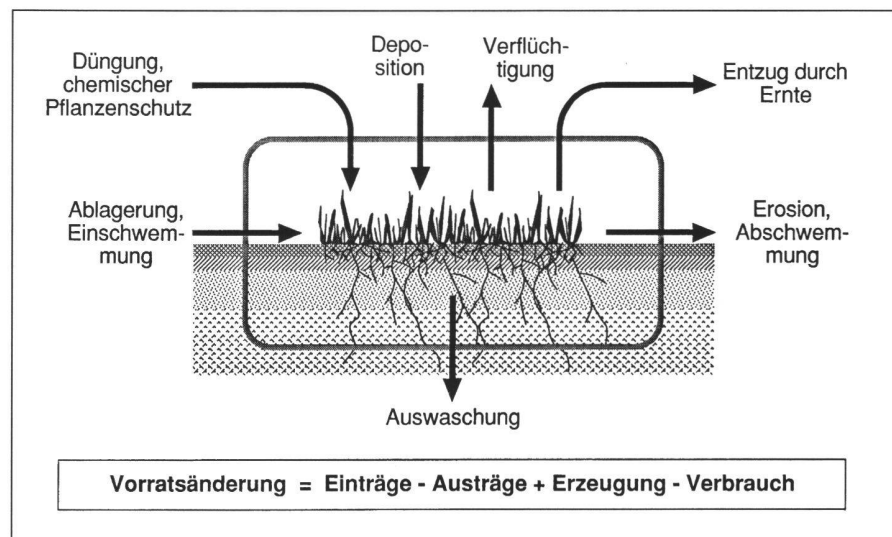 Düngung,
chemischer
Pflanzenschutz
Depo-
sition
Verflüch-
tigung
Entzug durch
Ernte
Ablagerung,
Einschwem-
mung
Erosion,
Abschwem-
mung
Auswaschung
Vorratsänderung = Einträge - Austräge + Erzeugung - Verbrauch